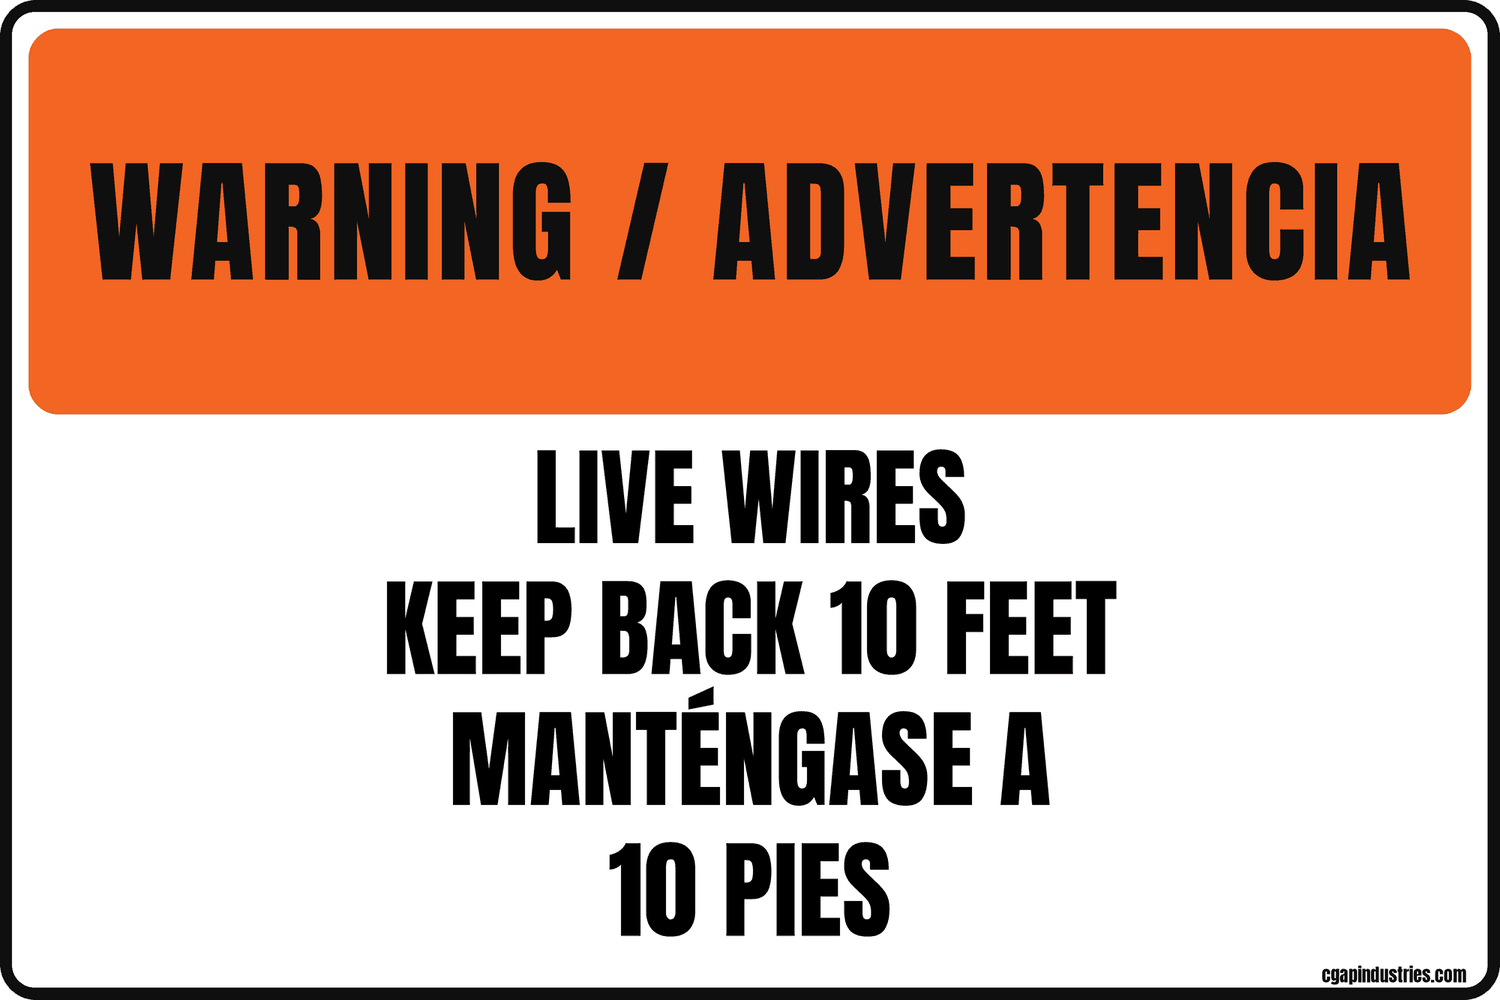 WARNING / ADVERTENCIA
LIVE WIRES
KEEP BACK 10 FEET
MANTÉNGASE A
10 PIES
cgapindustries.com